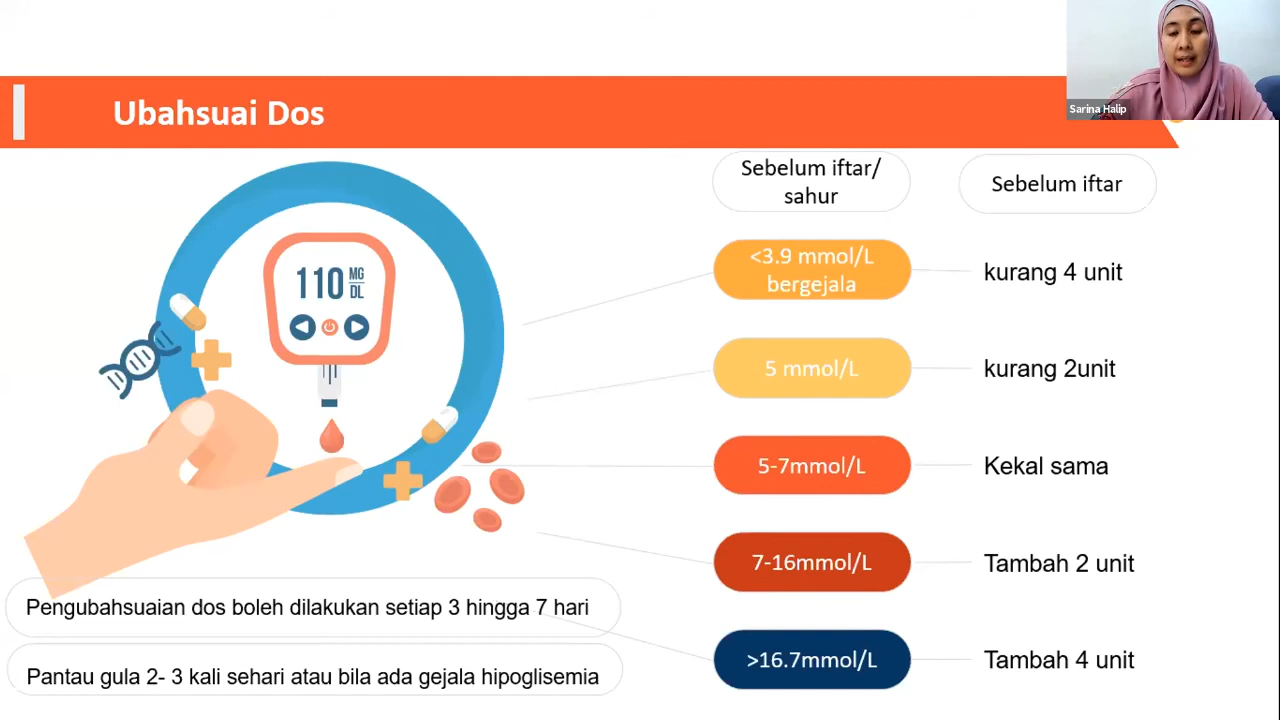 Sarina Halip
Ubahsuai Dos
Sebelum iftar/
sahur
Sebelum iftar
110 MG
DL
<3.9 mmol/L
bergejala
kurang 4 unit
5 mmol/L
kurang 2unit
5-7mmol/L
Kekal sama
7-16mmol/L
Tambah 2 unit
>16.7mmol/L
Tambah 4 unit
Pengubahsuaian dos boleh dilakukan setiap 3 hingga 7 hari
Pantau gula 2- 3 kali sehari atau bila ada gejala hipoglisemia